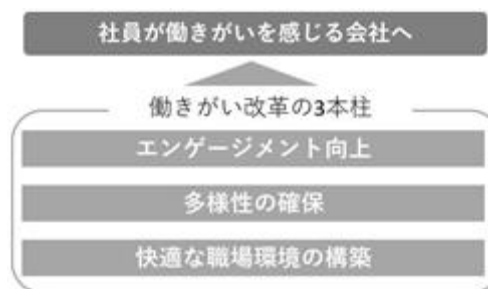 社員が働きがいを感じる会社へ
働きがい改革の3本柱
エンゲージメント向上
多様性の確保
快適な職場環境の構築